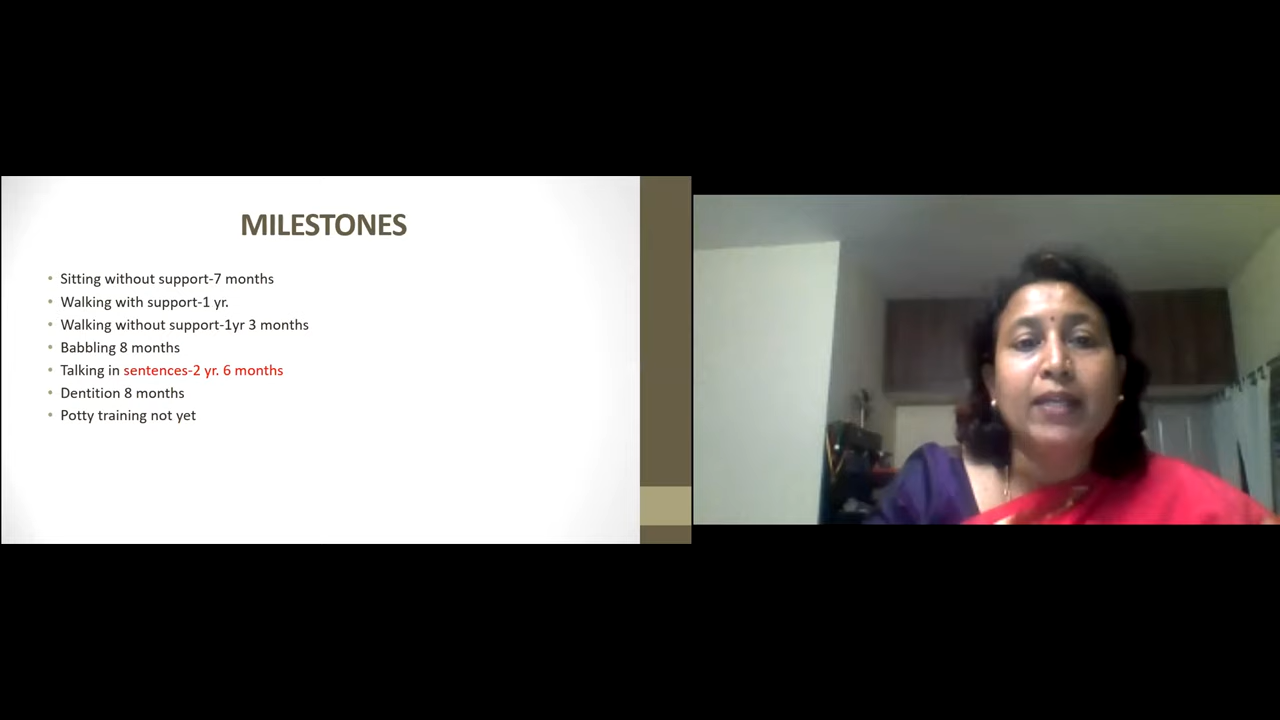 MILESTONES
• Sitting without support-7 months
• Walking with support-1 yr.
• Walking without support-1yr 3 months
• Babbling 8 months
• Talking in sentences-2 yr. 6 months
• Dentition 8 months
• Potty training not yet